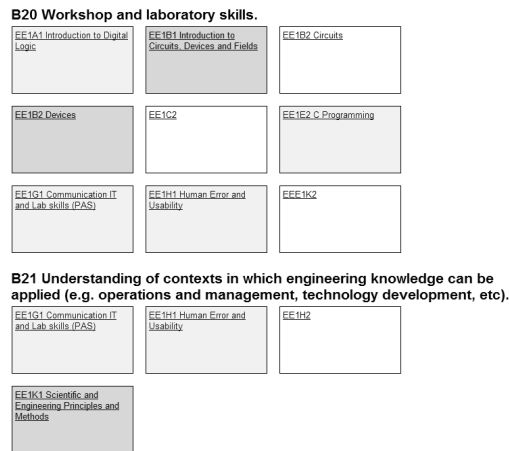 B20 Workshop and laboratory skills.
EE1A1 Introduction to Digital
Logic
EE1B1 Introduction to
Circuits, Devices and Fields
EE1B2 Circuits
EE1B2 Devices
EE1C2
EE1E2 C Programming
EE1G1 Communication IT
and Lab skills (PAS)
EE1H1 Human Error and
Usability
EEE1K2
B21 Understanding of contexts in which engineering knowledge can be
applied (e.g. operations and management, technology development, etc).
EE1G1 Communication IT
and Lab skills (PAS)
EE1H1 Human Error and
Usability
EE1H2
EE1K1 Scientific and
Engineering Principles and
Methods